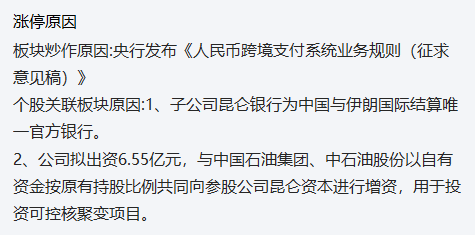 涨停原因
板块炒作原因:央行发布《人民币跨境支付系统业务规则（征求
意见稿）》
个股关联板块原因:1、子公司昆仑银行为中国与伊朗国际结算唯
一官方银行。
2、公司拟出资6.55亿元，与中国石油集团、中石油股份以自有
资金按原有持股比例共同向参股公司昆仑资本进行增资，用于投
资可控核聚变项目。